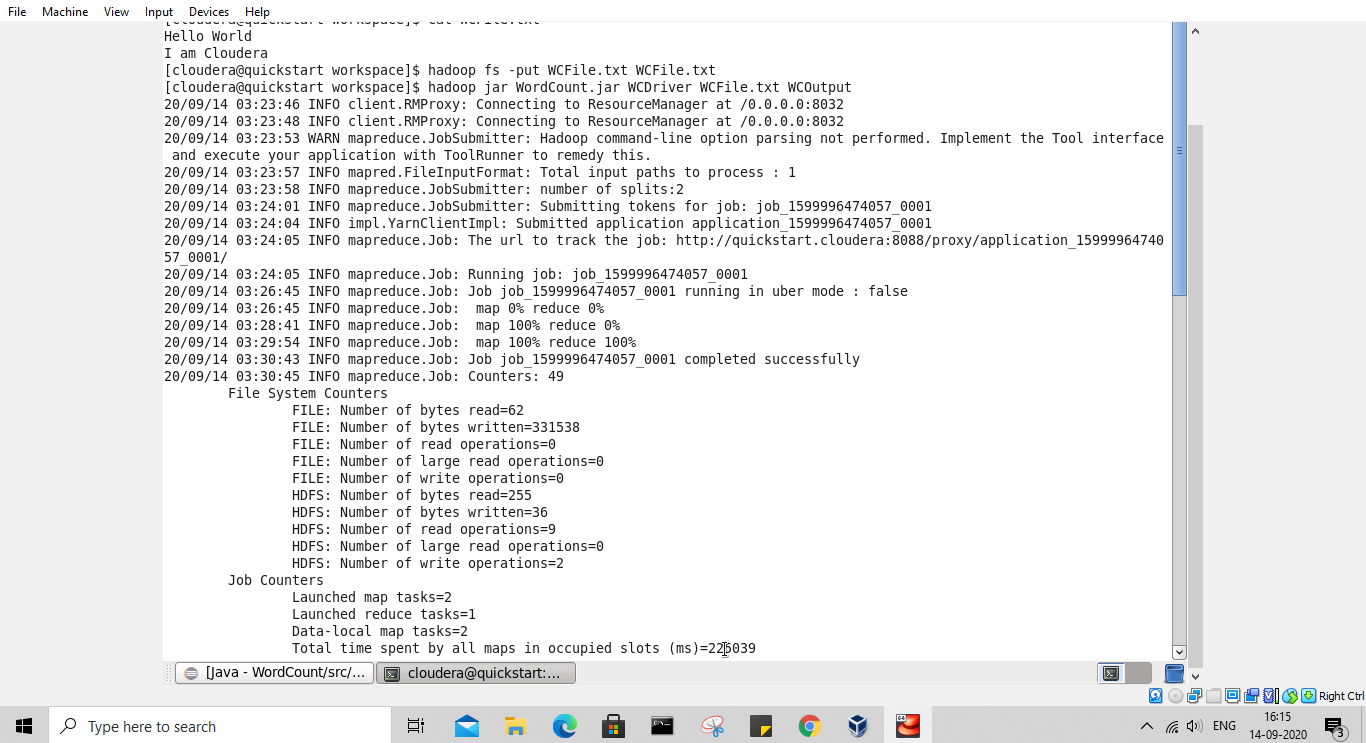 File Machine View Input Devices Help
[cloudera@quickstart workspace]$ cat WCFile.txt
Hello World
I am Cloudera
[cloudera@quickstart workspace]$ hadoop fs -put WCFile.txt WCFile.txt
[cloudera@quickstart workspace]$ hadoop jar WordCount.jar WCDriver WCFile.txt WCOutput
20/09/14 03:23:46 INFO client.RMProxy: Connecting to ResourceManager at /0.0.0.0:8032
20/09/14 03:23:48 INFO client.RMProxy: Connecting to ResourceManager at /0.0.0.0:8032
20/09/14 03:23:53 WARN mapreduce.JobSubmitter: Hadoop command-line option parsing not performed. Implement the Tool interface
and execute your application with ToolRunner to remedy this.
20/09/14 03:23:57 INFO mapred.FileInputFormat: Total input paths to process : 1
20/09/14 03:23:58 INFO mapreduce.JobSubmitter: number of splits:2
20/09/14 03:24:01 INFO mapreduce.JobSubmitter: Submitting tokens for job: job_1599996474057_0001
20/09/14 03:24:04 INFO impl.YarnClientImpl: Submitted application application_1599996474057_0001
20/09/14 03:24:05 INFO mapreduce.Job: The url to track the job: http://quickstart.cloudera:8088/proxy/application_15999964740
57_0001/
20/09/14 03:24:05 INFO mapreduce.Job: Running job: job_1599996474057_0001
20/09/14 03:26:45 INFO mapreduce.Job: Job job_1599996474057_0001 running in uber mode : false
20/09/14 03:26:45 INFO mapreduce.Job:  map 0% reduce 0%
20/09/14 03:28:41 INFO mapreduce.Job:  map 100% reduce 0%
20/09/14 03:29:54 INFO mapreduce.Job:  map 100% reduce 100%
20/09/14 03:30:43 INFO mapreduce.Job: Job job_1599996474057_0001 completed successfully
20/09/14 03:30:45 INFO mapreduce.Job: Counters: 49
File System Counters
FILE: Number of bytes read=62
FILE: Number of bytes written=331538
FILE: Number of read operations=0
FILE: Number of large read operations=0
FILE: Number of write operations=0
HDFS: Number of bytes read=255
HDFS: Number of bytes written=36
HDFS: Number of read operations=9
HDFS: Number of large read operations=0
HDFS: Number of write operations=2
Job Counters
Launched map tasks=2
Launched reduce tasks=1
Data-local map tasks=2
Total time spent by all maps in occupied slots (ms)=226039
[Java - WordCount/src/... cloudera@quickstart:...
Right Ctrl
Type here to search
ENG 16:15
14-09-2020 3